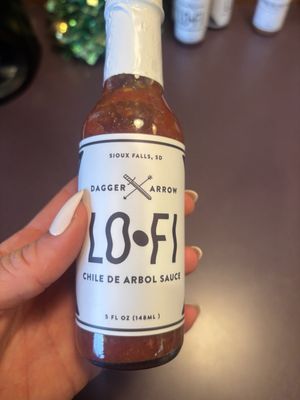 SIOUX FALLS, SD
DAGGER ARROW
LO•FI
CHILE DE ARBOL SAUCE
5 FL OZ (148ML)